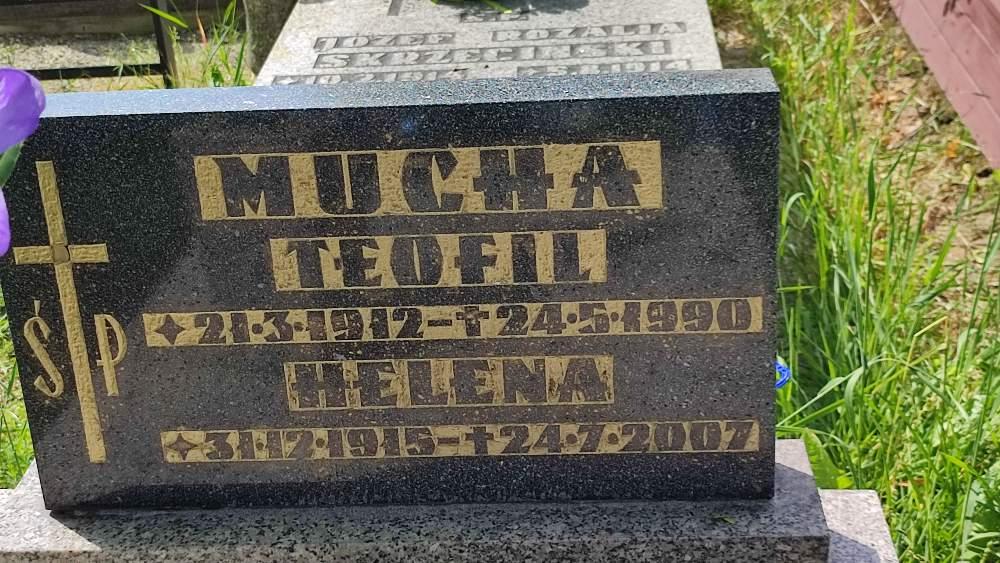 JÓZEF ROZALIA
SKRZECIŃSKI
MUCHA
TEOFIL
Ś P
✦21·3·1912–✝24·5·1990
HELENA
✦31·12·1915–✝24·7·2007